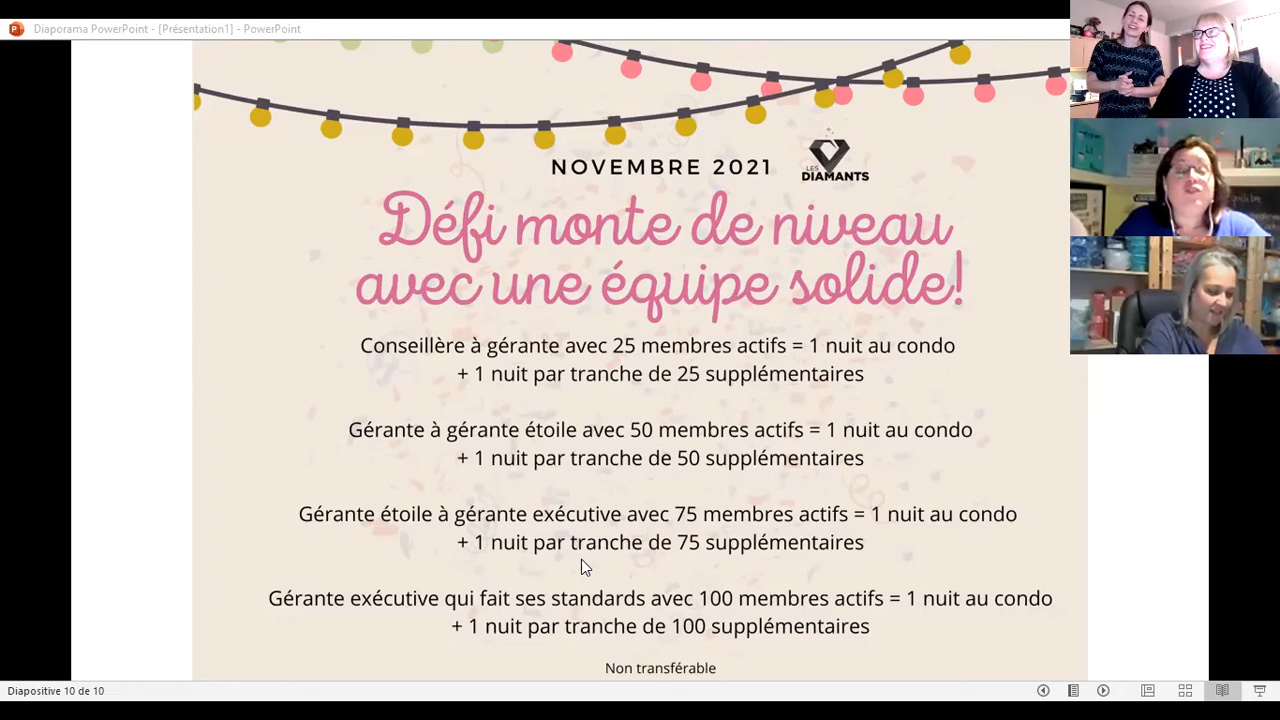 Diaporama PowerPoint - [Présentation1] - PowerPoint
NOVEMBRE 2021
LES
DIAMANTS
Défi monte de niveau
avec une équipe solide!
Conseillère à gérante avec 25 membres actifs = 1 nuit au condo
+ 1 nuit par tranche de 25 supplémentaires
Gérante à gérante étoile avec 50 membres actifs = 1 nuit au condo
+ 1 nuit par tranche de 50 supplémentaires
Gérante étoile à gérante exécutive avec 75 membres actifs = 1 nuit au condo
+ 1 nuit par tranche de 75 supplémentaires
Gérante exécutive qui fait ses standards avec 100 membres actifs = 1 nuit au condo
+ 1 nuit par tranche de 100 supplémentaires
Non transférable
Diapositive 10 de 10